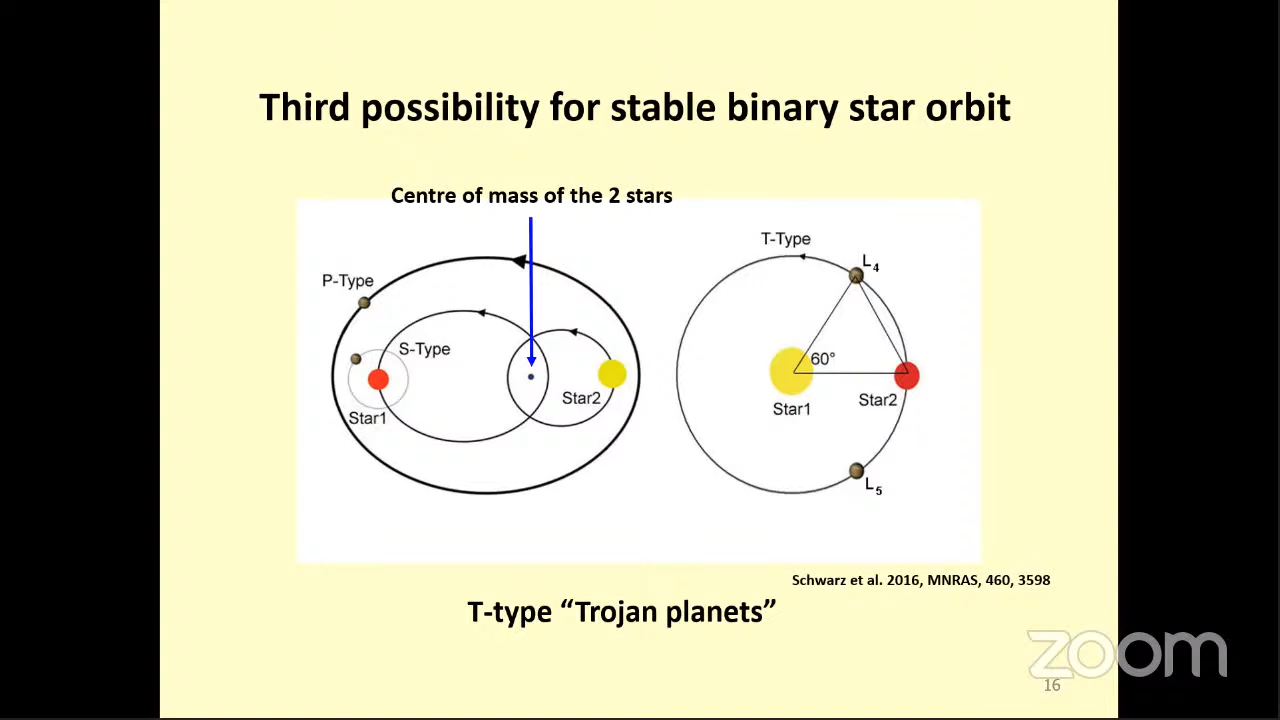 Third possibility for stable binary star orbit
Centre of mass of the 2 stars
P-Type
S-Type
Star1
Star2
T-Type
L4
60°
Star1
Star2
L5
Schwarz et al. 2016, MNRAS, 460, 3598
T-type “Trojan planets”
zoom
16